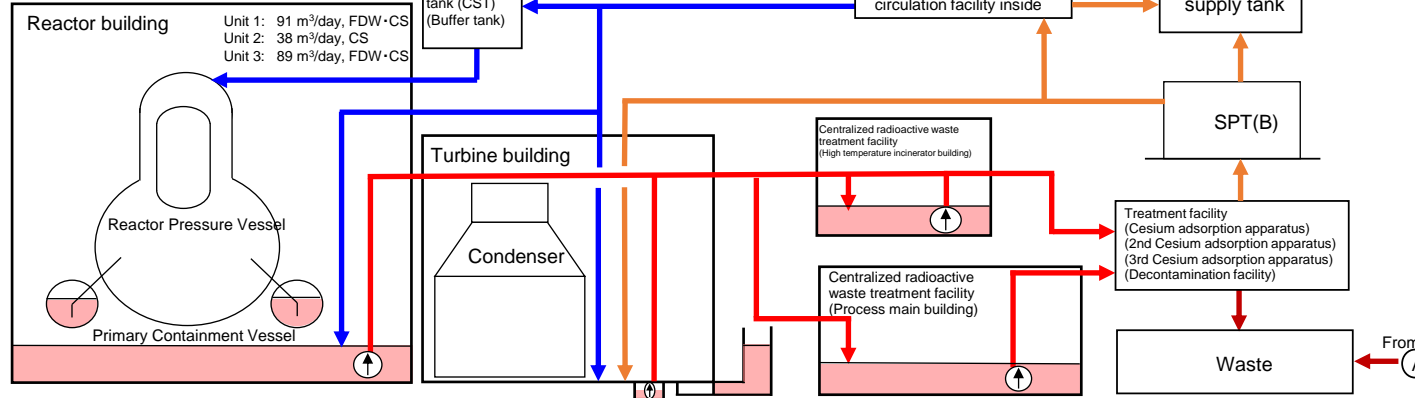 Reactor building
Unit 1: 91 m³/day, FDW・CS
Unit 2: 38 m³/day, CS
Unit 3: 89 m³/day, FDW・CS
tank (CST)
(Buffer tank)
circulation facility inside
supply tank
SPT(B)
Centralized radioactive waste
treatment facility
(High temperature incinerator building)
Turbine building
Reactor Pressure Vessel
Condenser
Primary Containment Vessel
Centralized radioactive
waste treatment facility
(Process main building)
Treatment facility
(Cesium adsorption apparatus)
(2nd Cesium adsorption apparatus)
(3rd Cesium adsorption apparatus)
(Decontamination facility)
Waste
From